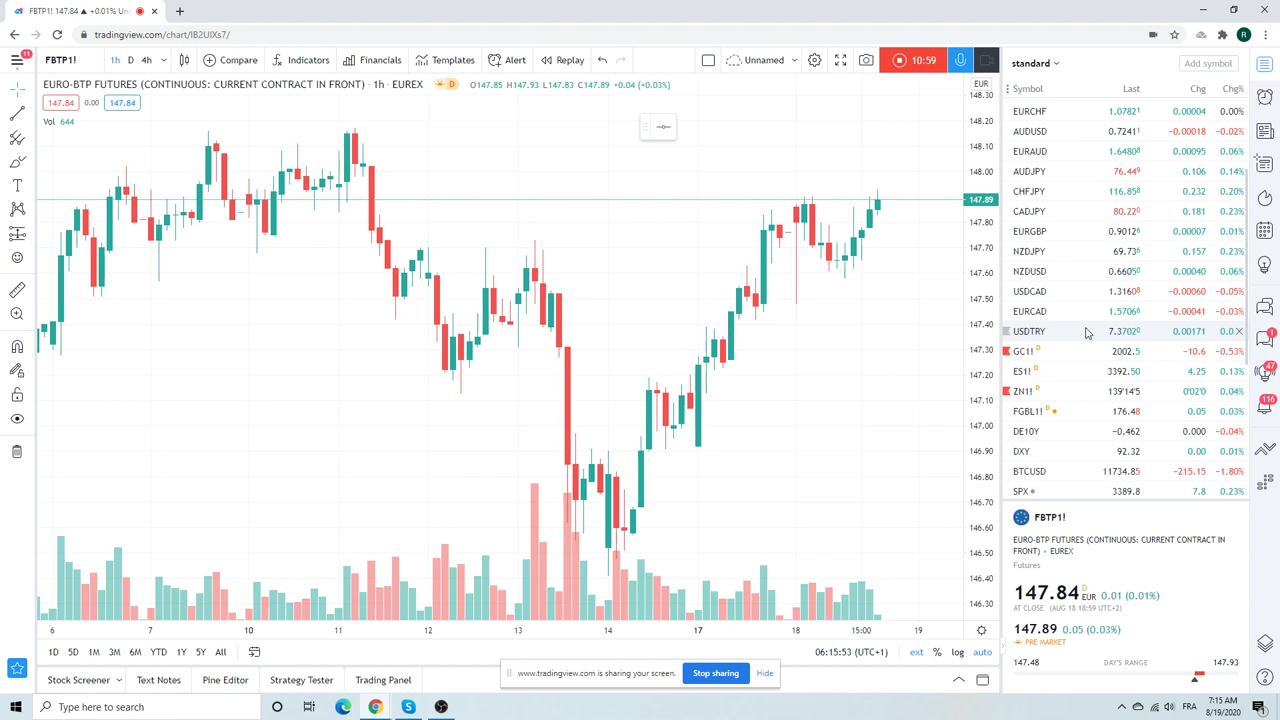 FBTP1! 147.84 ▲ +0.01% Un
tradingview.com/chart/IB2UIXs7/
11
FBTP1!
1h D 4h
Compare
Indicators
Financials
Templates
Alert
Replay
Unnamed
10:59
EURO-BTP FUTURES (CONTINUOUS: CURRENT CONTRACT IN FRONT) · 1h · EUREX
D
O147.85 H147.93 L147.83 C147.89 +0.04 (+0.03%)
147.84 0.00 147.84
Vol 644
EUR
148.30
148.20
148.10
148.00
147.89
147.80
147.70
147.60
147.50
147.40
147.30
147.20
147.10
147.00
146.90
146.80
146.70
146.60
146.50
146.40
146.30
6 7 10 11 12 13 14 17 18 15:00 19
1D 5D 1M 3M 6M YTD 1Y 5Y All
06:15:53 (UTC+1)
ext % log auto
Stock Screener
Text Notes
Pine Editor
Strategy Tester
Trading Panel
www.tradingview.com is sharing your screen.
Stop sharing
Hide
standard
Add symbol
Symbol Last Chg Chg%
EURCHF 1.0782¹ 0.00004 0.00%
AUDUSD 0.7241¹ −0.00018 −0.02%
EURAUD 1.6480⁸ 0.00095 0.06%
AUDJPY 76.44⁹ 0.106 0.14%
CHFJPY 116.85⁸ 0.232 0.20%
CADJPY 80.22⁰ 0.181 0.23%
EURGBP 0.9012⁶ 0.00007 0.01%
NZDJPY 69.73⁶ 0.157 0.23%
NZDUSD 0.6605⁰ 0.00040 0.06%
USDCAD 1.3160⁸ −0.00060 −0.05%
EURCAD 1.5706⁶ −0.00041 −0.03%
USDTRY 7.3702⁰ 0.00171 0.0
GC1! D 2002.5 −10.6 −0.53%
ES1! D 3392.50 4.25 0.13%
ZN1! D 139'14'5 0'02'0 0.04%
FGBL1! D 176.48 0.05 0.03%
DE10Y −0.462 0.000 −0.04%
DXY 92.32 0.00 0.01%
BTCUSD 11734.85 −215.15 −1.80%
SPX 3389.8 7.8 0.23%
FBTP1!
EURO-BTP FUTURES (CONTINUOUS: CURRENT CONTRACT IN
FRONT) • EUREX
Futures
147.84 D EUR 0.01 (0.01%)
AT CLOSE (AUG 18 18:59 UTC+2)
147.89 0.05 (0.03%)
PRE MARKET
147.48 DAY'S RANGE 147.93
1
47
116
R
Type here to search
FRA
7:15 AM
8/19/2020
1